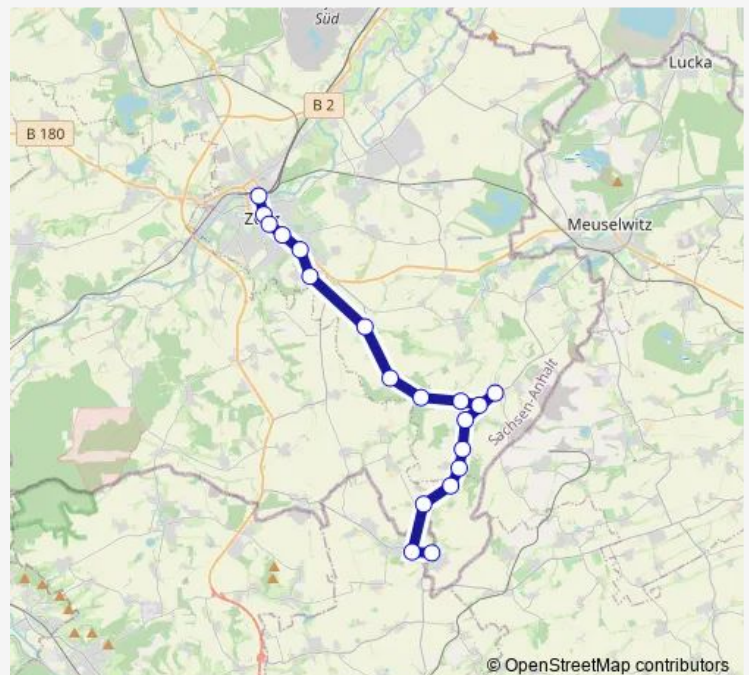 Süd
Lucka
B 2
B 180
Meuselwitz
Sachsen-Anhalt
© OpenStreetMap contributors